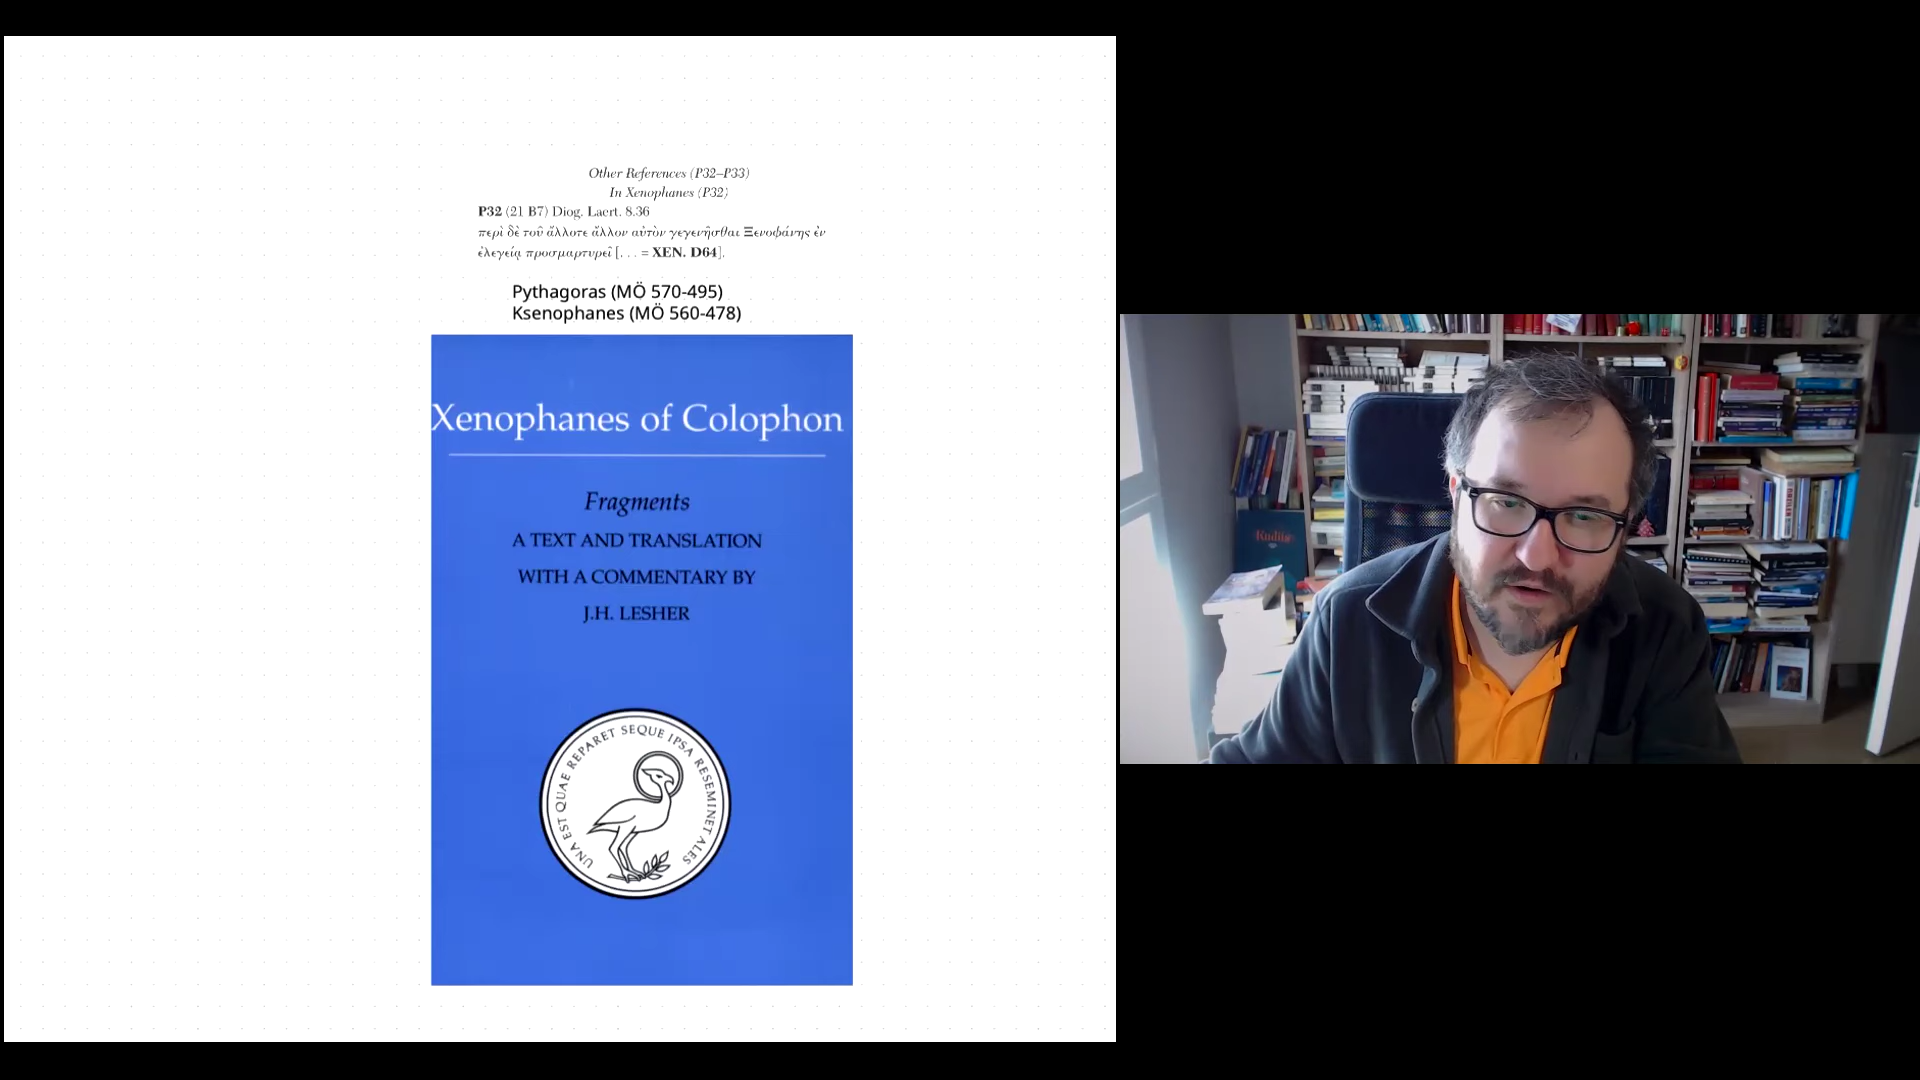 Other References (P32–P33)
In Xenophanes (P32)
P32 (21 B7) Diog. Laert. 8.36
περὶ δὲ τοῦ ἄλλοτε ἄλλον αὐτὸν γεγενῆσθαι Ξενοφάνης ἐν
ἐλεγείᾳ προσμαρτυρεῖ [. . . = XEN. D64].
Pythagoras (MÖ 570-495)
Ksenophanes (MÖ 560-478)
Xenophanes of Colophon
Fragments
A TEXT AND TRANSLATION
WITH A COMMENTARY BY
J.H. LESHER
UNA EST QUAE REPARET SEQUE IPSA RESEMINET ALES
Kudüs